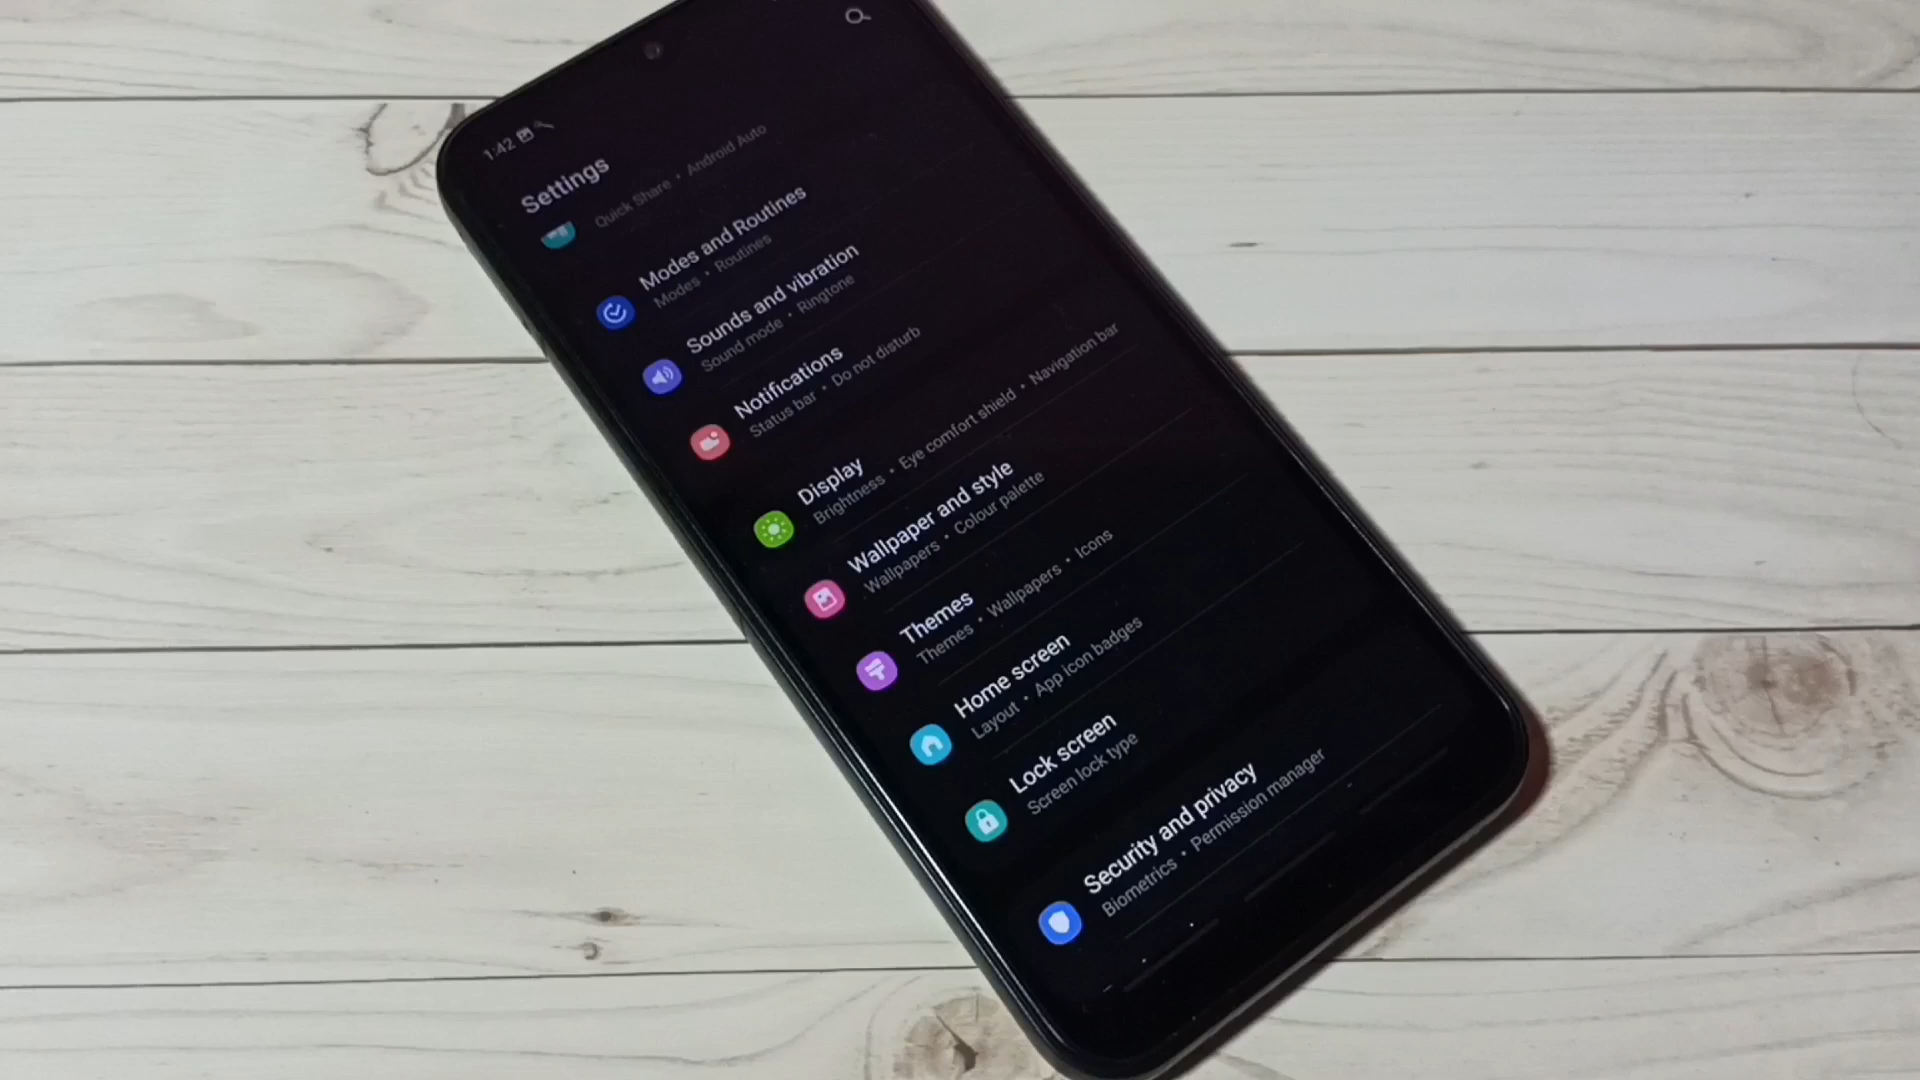 1:42
Settings
Quick Share • Android Auto
Modes and Routines
Modes • Routines
Sounds and vibration
Sound mode • Ringtone
Notifications
Status bar • Do not disturb
Display
Brightness • Eye comfort shield • Navigation bar
Wallpaper and style
Wallpapers • Colour palette
Themes
Themes • Wallpapers • Icons
Home screen
Layout • App icon badges
Lock screen
Screen lock type
Security and privacy
Biometrics • Permission manager